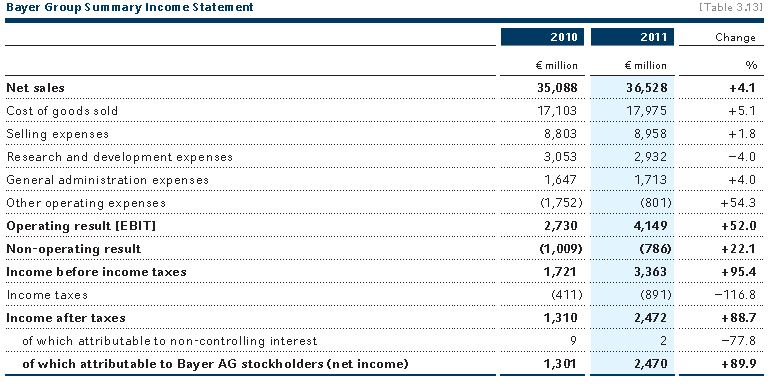 Bayer Group Summary Income Statement [Table 3.13]
2010 2011 Change
€ million € million %
Net sales 35,088 36,528 +4.1
Cost of goods sold 17,103 17,975 +5.1
Selling expenses 8,803 8,958 +1.8
Research and development expenses 3,053 2,932 −4.0
General administration expenses 1,647 1,713 +4.0
Other operating expenses (1,752) (801) +54.3
Operating result [EBIT] 2,730 4,149 +52.0
Non-operating result (1,009) (786) +22.1
Income before income taxes 1,721 3,363 +95.4
Income taxes (411) (891) −116.8
Income after taxes 1,310 2,472 +88.7
of which attributable to non-controlling interest 9 2 −77.8
of which attributable to Bayer AG stockholders (net income) 1,301 2,470 +89.9